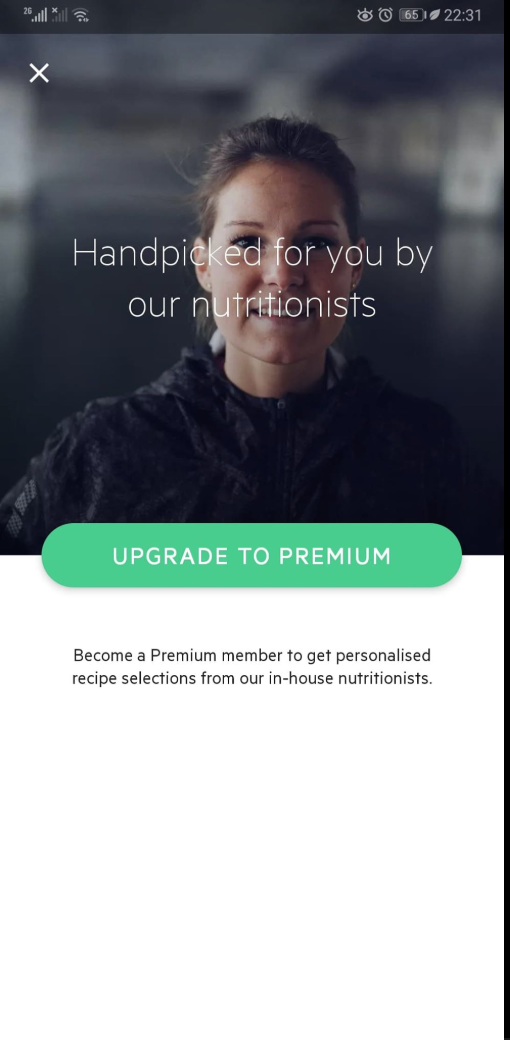 2G 65 22:31
Handpicked for you by
our nutritionists
UPGRADE TO PREMIUM
Become a Premium member to get personalised
recipe selections from our in-house nutritionists.